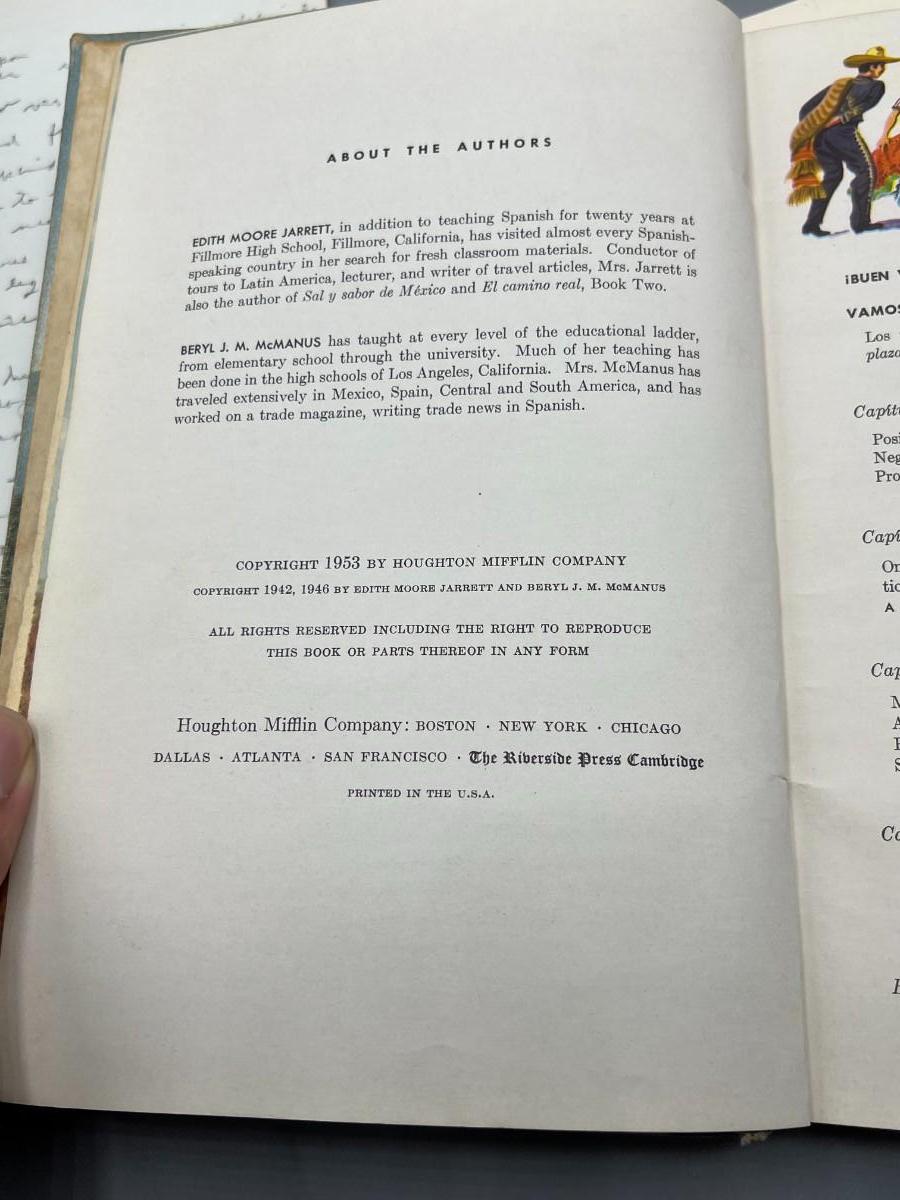 ABOUT THE AUTHORS
EDITH MOORE JARRETT, in addition to teaching Spanish for twenty years at
Fillmore High School, Fillmore, California, has visited almost every Spanish-
speaking country in her search for fresh classroom materials. Conductor of
tours to Latin America, lecturer, and writer of travel articles, Mrs. Jarrett is
also the author of Sal y sabor de México and El camino real, Book Two.
BERYL J. M. McMANUS has taught at every level of the educational ladder,
from elementary school through the university. Much of her teaching has
been done in the high schools of Los Angeles, California. Mrs. McManus has
traveled extensively in Mexico, Spain, Central and South America, and has
worked on a trade magazine, writing trade news in Spanish.
COPYRIGHT 1953 BY HOUGHTON MIFFLIN COMPANY
COPYRIGHT 1942, 1946 BY EDITH MOORE JARRETT AND BERYL J. M. McMANUS
ALL RIGHTS RESERVED INCLUDING THE RIGHT TO REPRODUCE
THIS BOOK OR PARTS THEREOF IN ANY FORM
Houghton Mifflin Company: BOSTON · NEW YORK · CHICAGO
DALLAS · ATLANTA · SAN FRANCISCO · The Riverside Press Cambridge
PRINTED IN THE U.S.A.
¡BUEN
VAMOS
Los
plaza